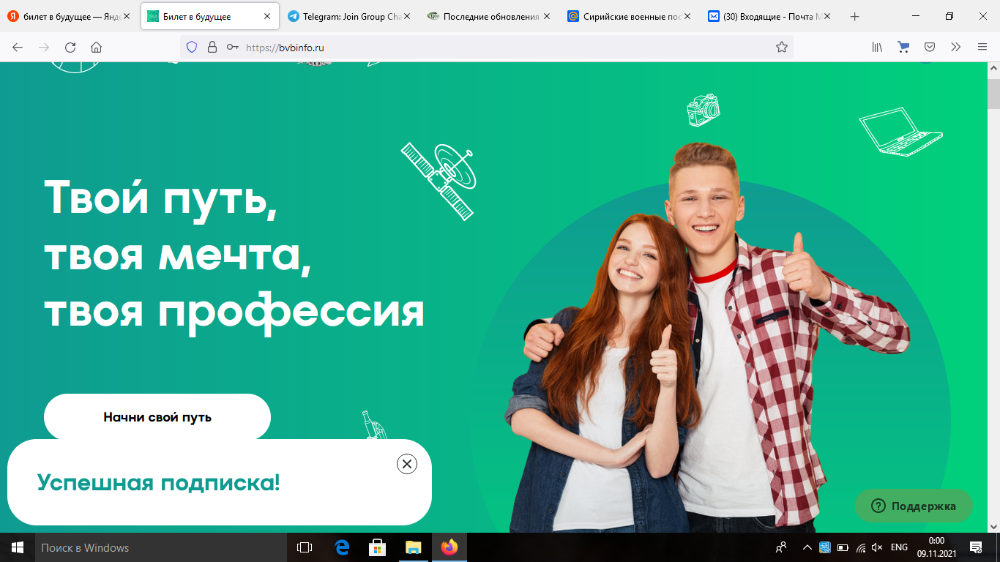 билет в будущее — Янде
Билет в будущее
Telegram: Join Group Cha
Последние обновления
Сирийские военные пос
(30) Входящие - Почта M
https://bvbinfo.ru
Твой путь,
твоя мечта,
твоя профессия
Начни свой путь
Успешная подписка!
Поддержка
Поиск в Windows
ENG
0:00
09.11.2021